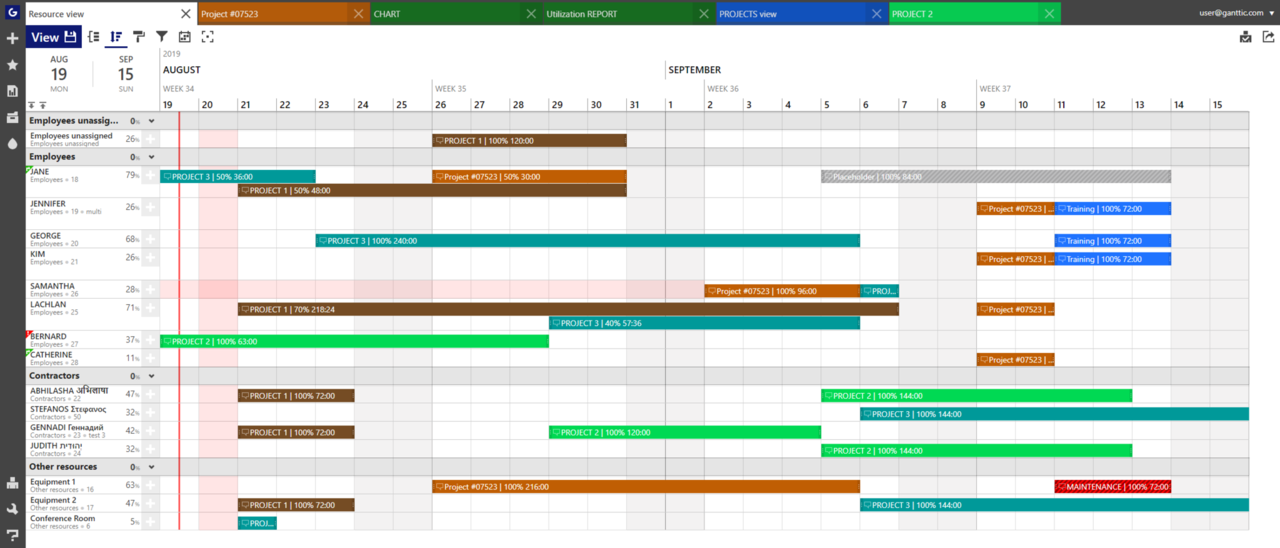 Resource view
Project #07523
CHART
Utilization REPORT
PROJECTS view
PROJECT 2
user@ganttic.com
View
AUG
19
MON
SEP
15
SUN
2019
AUGUST
SEPTEMBER
WEEK 34
WEEK 35
WEEK 36
WEEK 37
19 20 21 22 23 24 25 26 27 28 29 30 31 1 2 3 4 5 6 7 8 9 10 11 12 13 14 15
Employees unassig... 0%
Employees unassigned 26%
Employees unassigned
PROJECT 1 | 100% 120:00
Employees 0%
JANE 79%
Employees = 18
PROJECT 3 | 50% 36:00
Project #07523 | 50% 30:00
Placeholder | 100% 84:00
PROJECT 1 | 50% 48:00
JENNIFER 26%
Employees = 19 = multi
Project #07523 | ...
Training | 100% 72:00
GEORGE 68%
Employees = 20
PROJECT 3 | 100% 240:00
Training | 100% 72:00
KIM 26%
Employees = 21
Project #07523 | ...
Training | 100% 72:00
SAMANTHA 28%
Employees = 26
Project #07523 | 100% 96:00
PROJ...
LACHLAN 71%
Employees = 25
PROJECT 1 | 70% 218:24
Project #07523 | ...
PROJECT 3 | 40% 57:36
BERNARD 37%
Employees = 27
PROJECT 2 | 100% 63:00
CATHERINE 11%
Employees = 28
Project #07523 | ...
Contractors 0%
ABHILASHA अभिलाषा 47%
Contractors = 22
PROJECT 1 | 100% 72:00
PROJECT 2 | 100% 144:00
STEFANOS Στεφανος 32%
Contractors = 50
PROJECT 3 | 100% 144:00
GENNADI Геннадий 42%
Contractors = 23 = test 3
PROJECT 1 | 100% 72:00
PROJECT 2 | 100% 120:00
JUDITH יהודית 32%
Contractors = 24
PROJECT 2 | 100% 144:00
Other resources 0%
Equipment 1 63%
Other resources = 16
Project #07523 | 100% 216:00
MAINTENANCE | 100% 72:00
Equipment 2 47%
Other resources = 17
PROJECT 1 | 100% 72:00
PROJECT 3 | 100% 144:00
Conference Room 5%
Other resources = 6
PROJ...